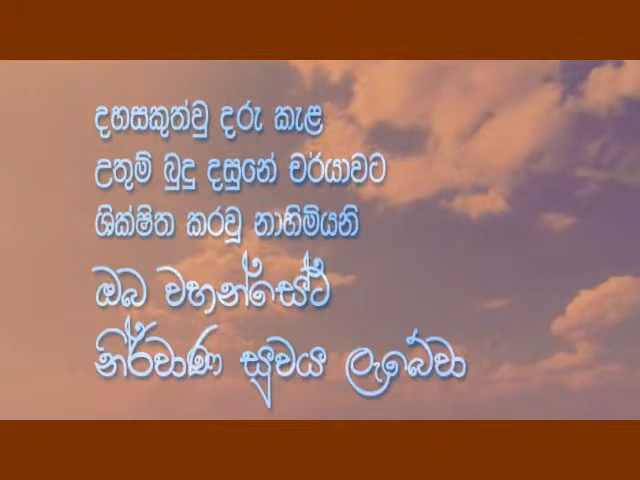 දහසකුත්වූ දරු කැළ
උතුම් බුදු දසුනේ චර්යාවට
ශික්ෂිත කරවූ නාහිමියනි
ඔබ වහන්සේට
නිර්වාණ සුවය ලැබේවා